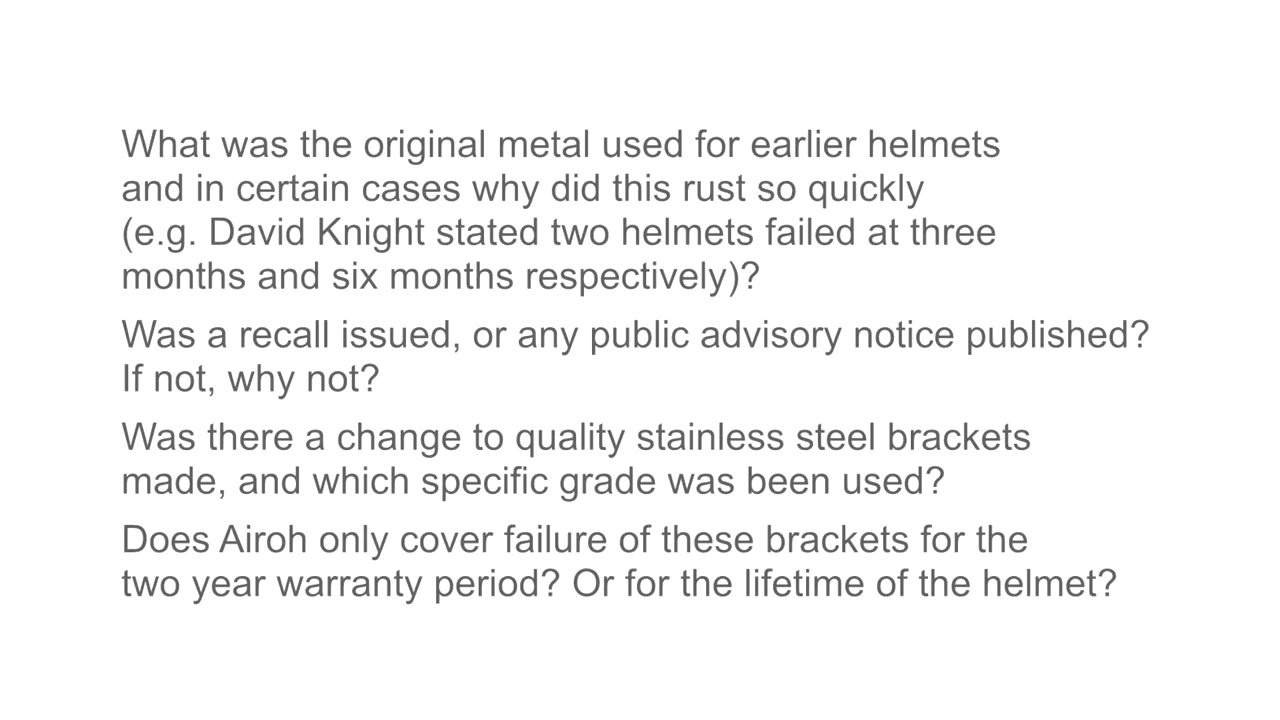 What was the original metal used for earlier helmets
and in certain cases why did this rust so quickly
(e.g. David Knight stated two helmets failed at three
months and six months respectively)?
Was a recall issued, or any public advisory notice published?
If not, why not?
Was there a change to quality stainless steel brackets
made, and which specific grade was been used?
Does Airoh only cover failure of these brackets for the
two year warranty period? Or for the lifetime of the helmet?